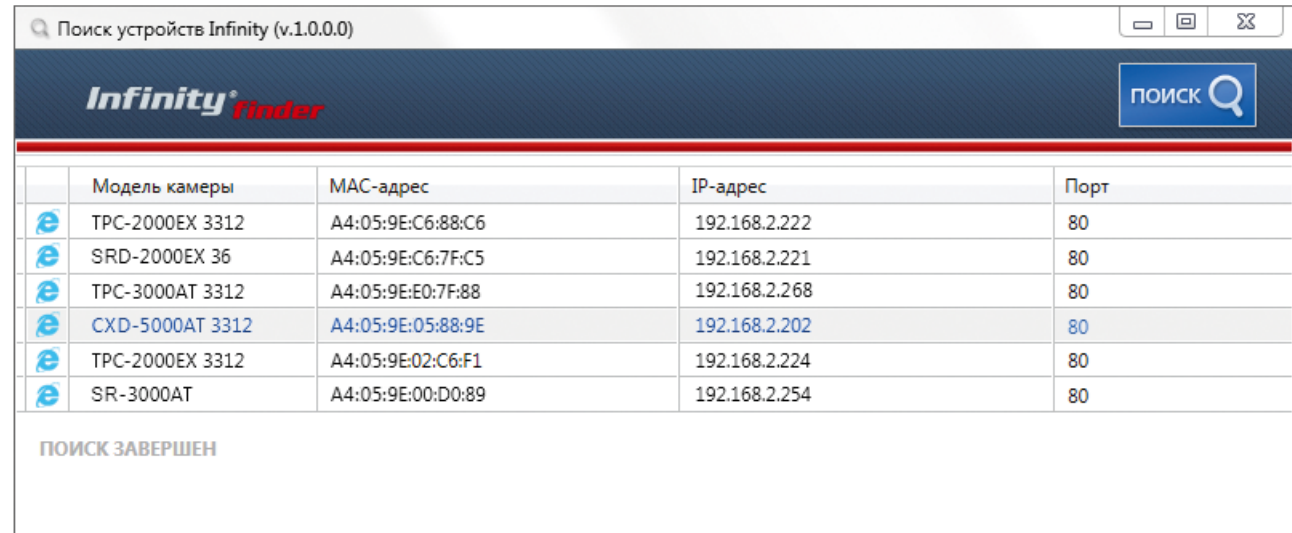 Поиск устройств Infinity (v.1.0.0.0)
Infinity® finder
ПОИСК
Модель камеры MAC-адрес IP-адрес Порт
TPC-2000EX 3312 A4:05:9E:C6:88:C6 192.168.2.222 80
SRD-2000EX 36 A4:05:9E:C6:7F:C5 192.168.2.221 80
TPC-3000AT 3312 A4:05:9E:E0:7F:88 192.168.2.268 80
CXD-5000AT 3312 A4:05:9E:05:88:9E 192.168.2.202 80
TPC-2000EX 3312 A4:05:9E:02:C6:F1 192.168.2.224 80
SR-3000AT A4:05:9E:00:D0:89 192.168.2.254 80
ПОИСК ЗАВЕРШЕН